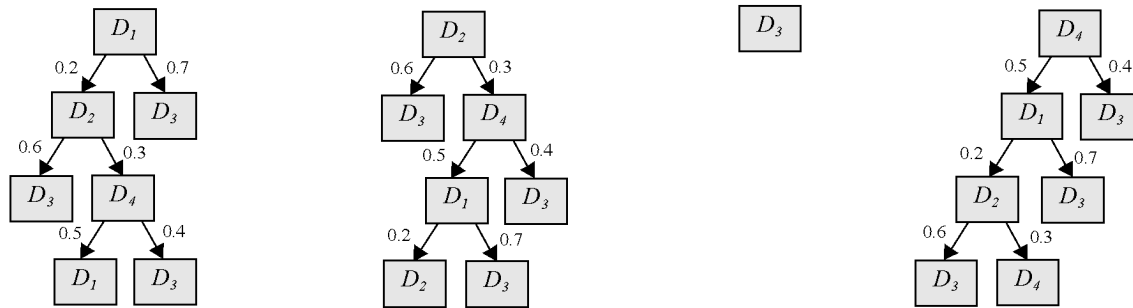 D₁
0.2 0.7
D₂ D₃
0.6 0.3
D₃ D₄
0.5 0.4
D₁ D₃
D₂
0.6 0.3
D₃ D₄
0.5 0.4
D₁ D₃
0.2 0.7
D₂ D₃
D₃
D₄
0.5 0.4
D₁ D₃
0.2 0.7
D₂ D₃
0.6 0.3
D₃ D₄